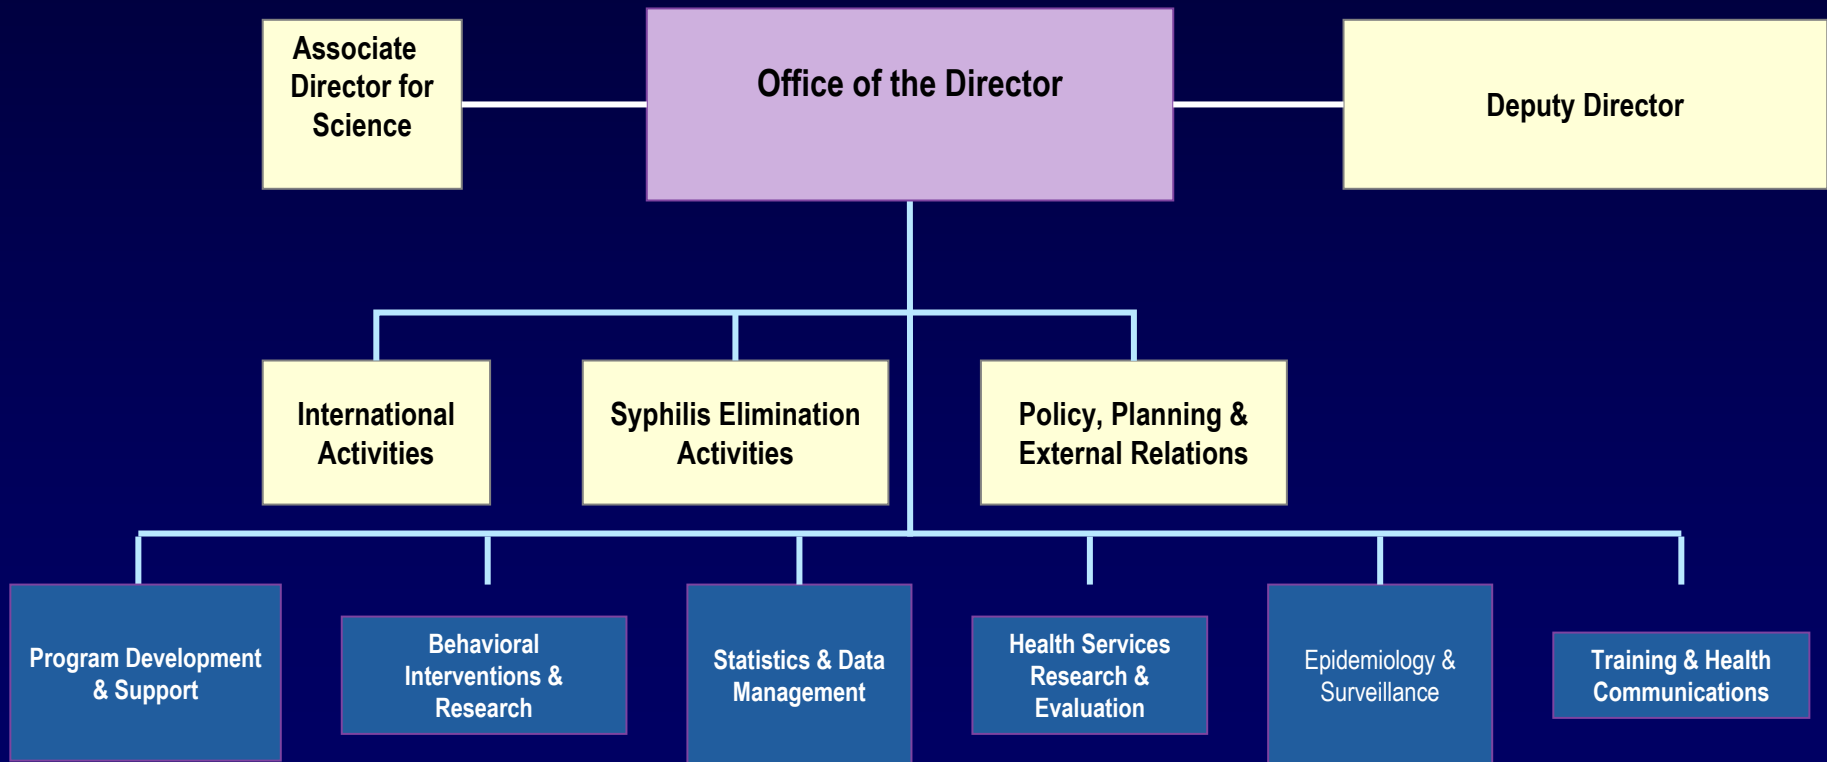 Associate
Director for
Science
Office of the Director
Deputy Director
International
Activities
Syphilis Elimination
Activities
Policy, Planning &
External Relations
Program Development
& Support
Behavioral
Interventions &
Research
Statistics & Data
Management
Health Services
Research &
Evaluation
Epidemiology &
Surveillance
Training & Health
Communications